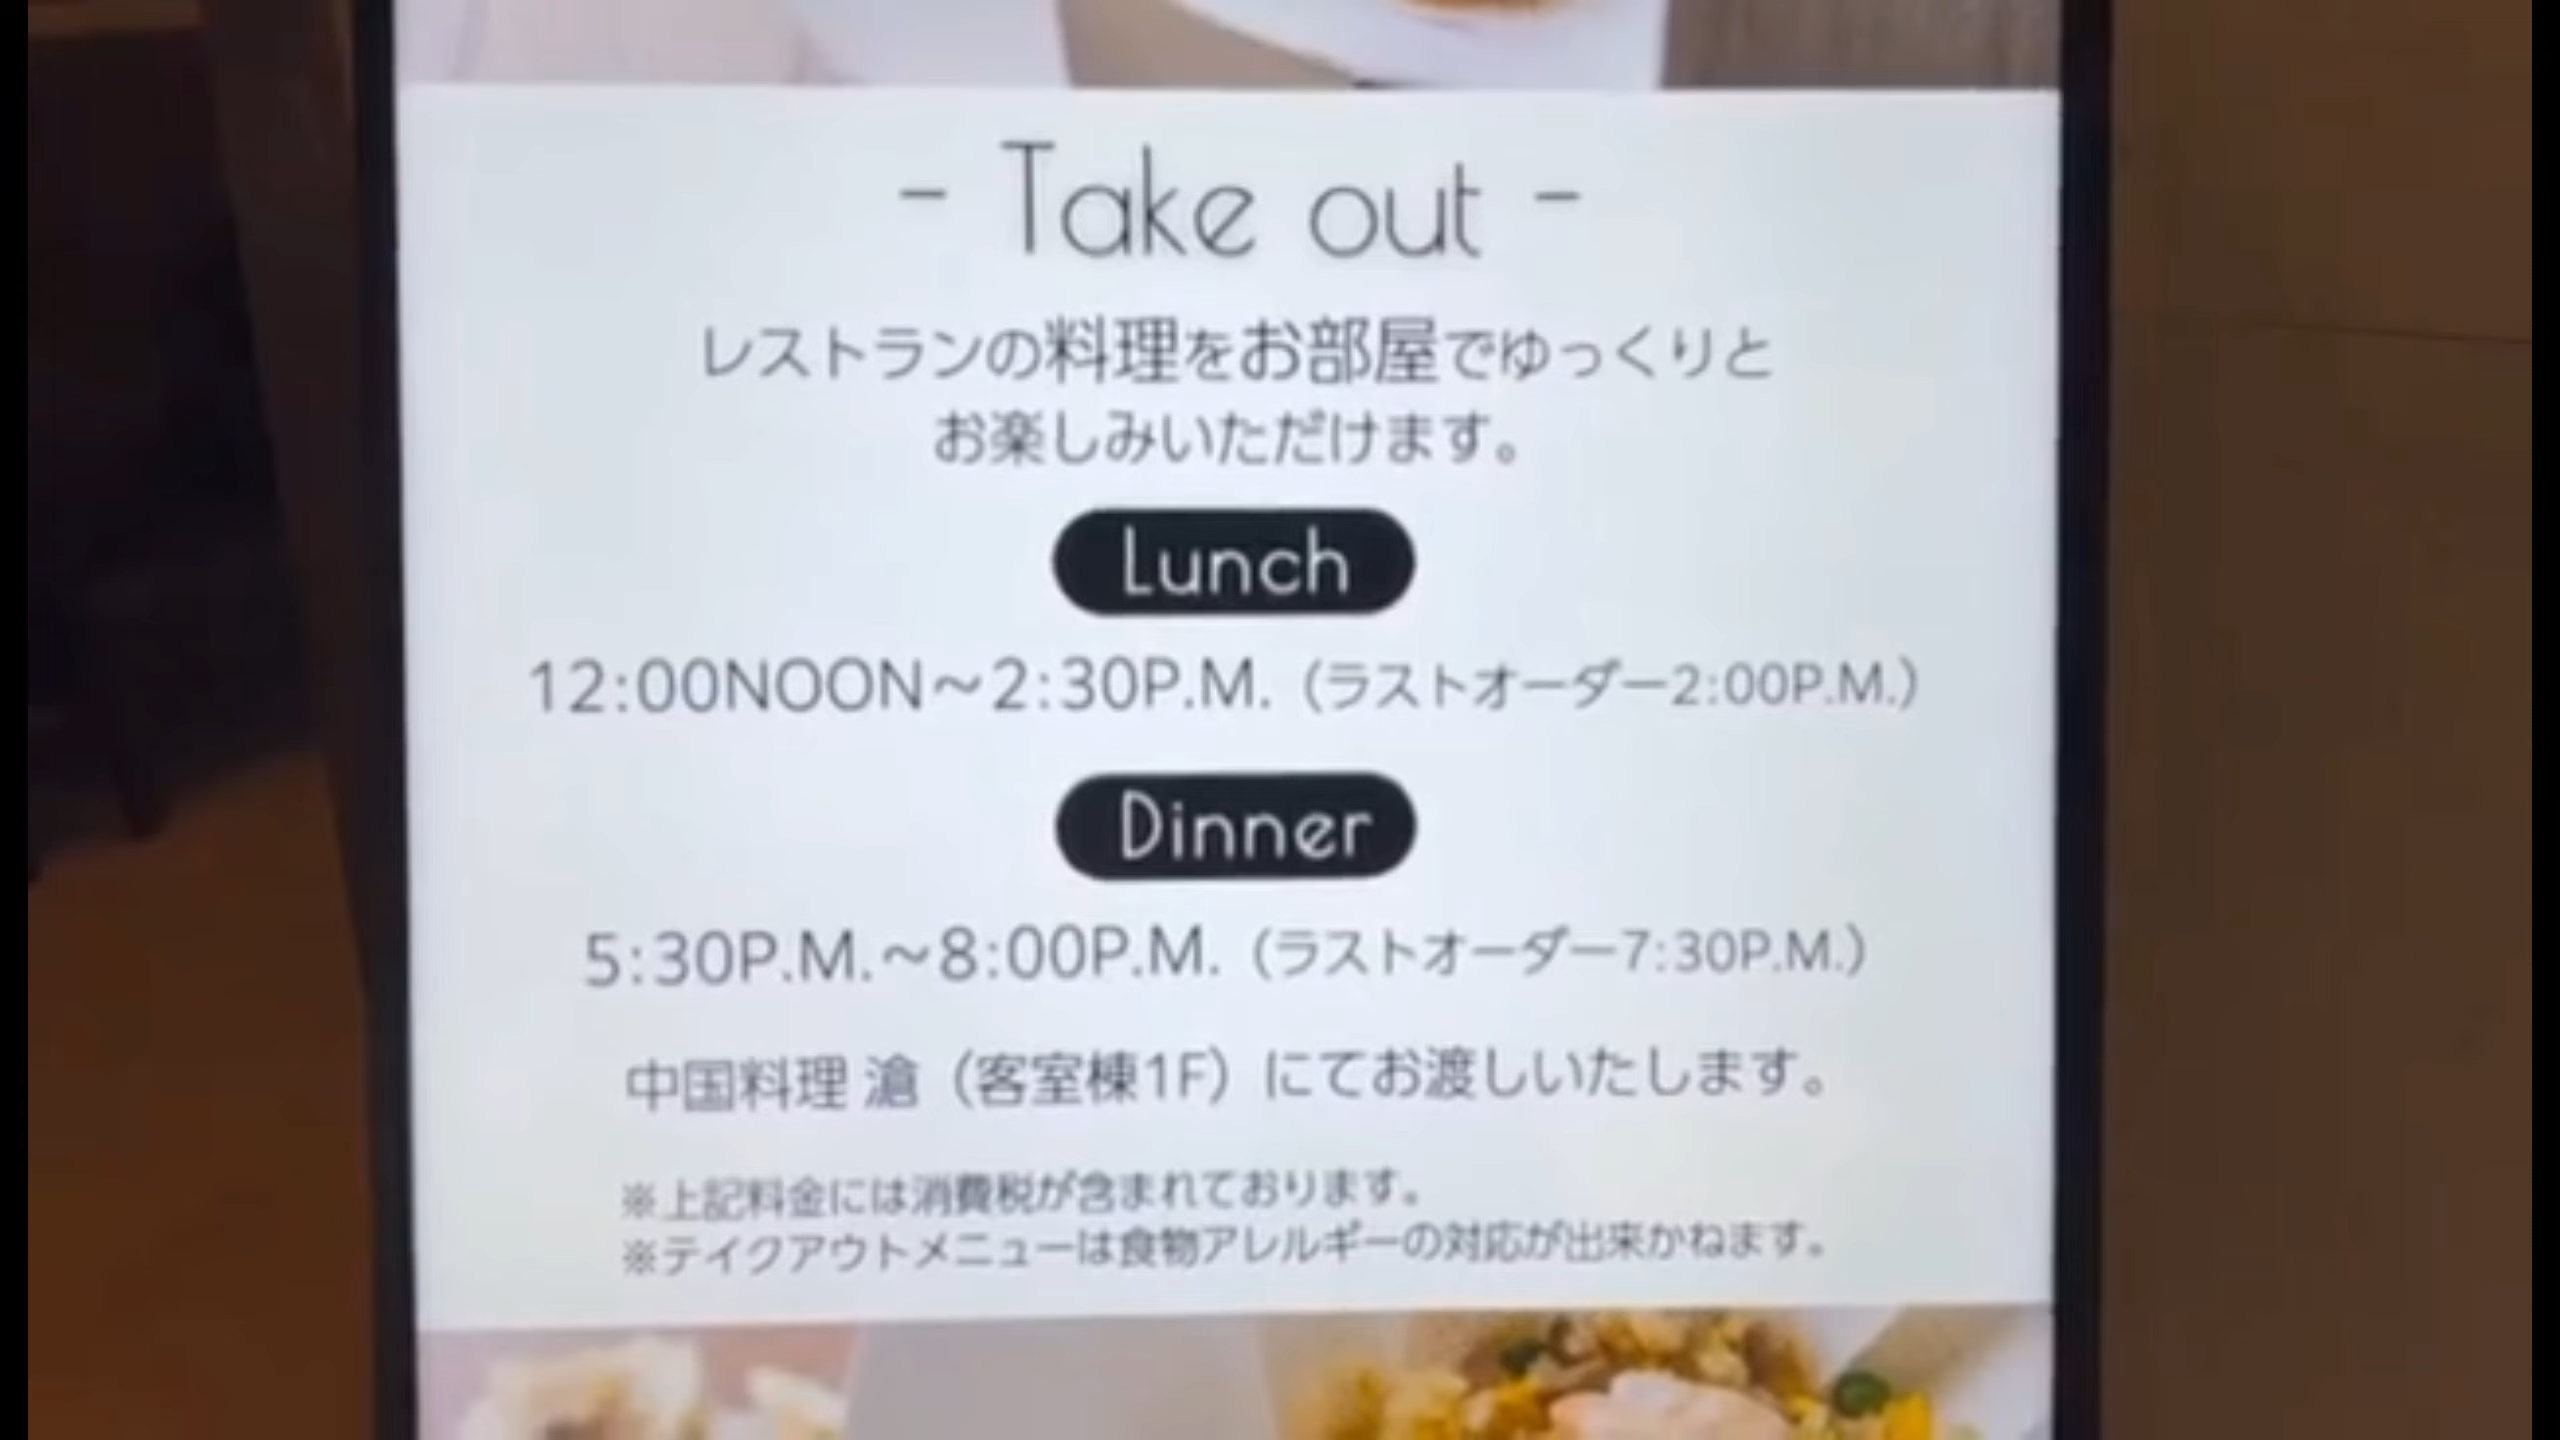 - Take out -
レストランの料理をお部屋でゆっくりと
お楽しみいただけます。
Lunch
12:00NOON～2:30P.M.（ラストオーダー2:00P.M.）
Dinner
5:30P.M.～8:00P.M.（ラストオーダー7:30P.M.）
中国料理 滄（客室棟1F）にてお渡しいたします。
※上記料金には消費税が含まれております。
※テイクアウトメニューは食物アレルギーの対応が出来かねます。